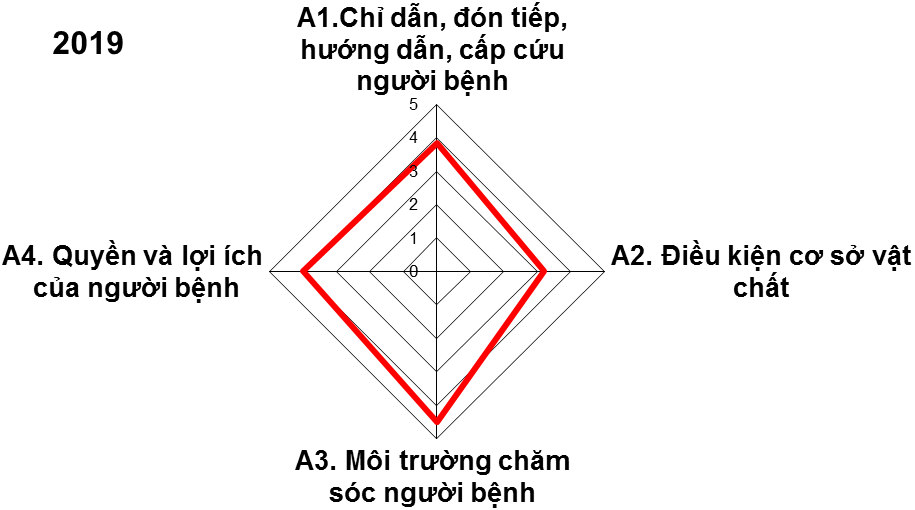 2019
A1.Chỉ dẫn, đón tiếp,
hướng dẫn, cấp cứu
người bệnh
5
4
3
2
1
0
A4. Quyền và lợi ích
của người bệnh
A2. Điều kiện cơ sở vật
chất
A3. Môi trường chăm
sóc người bệnh